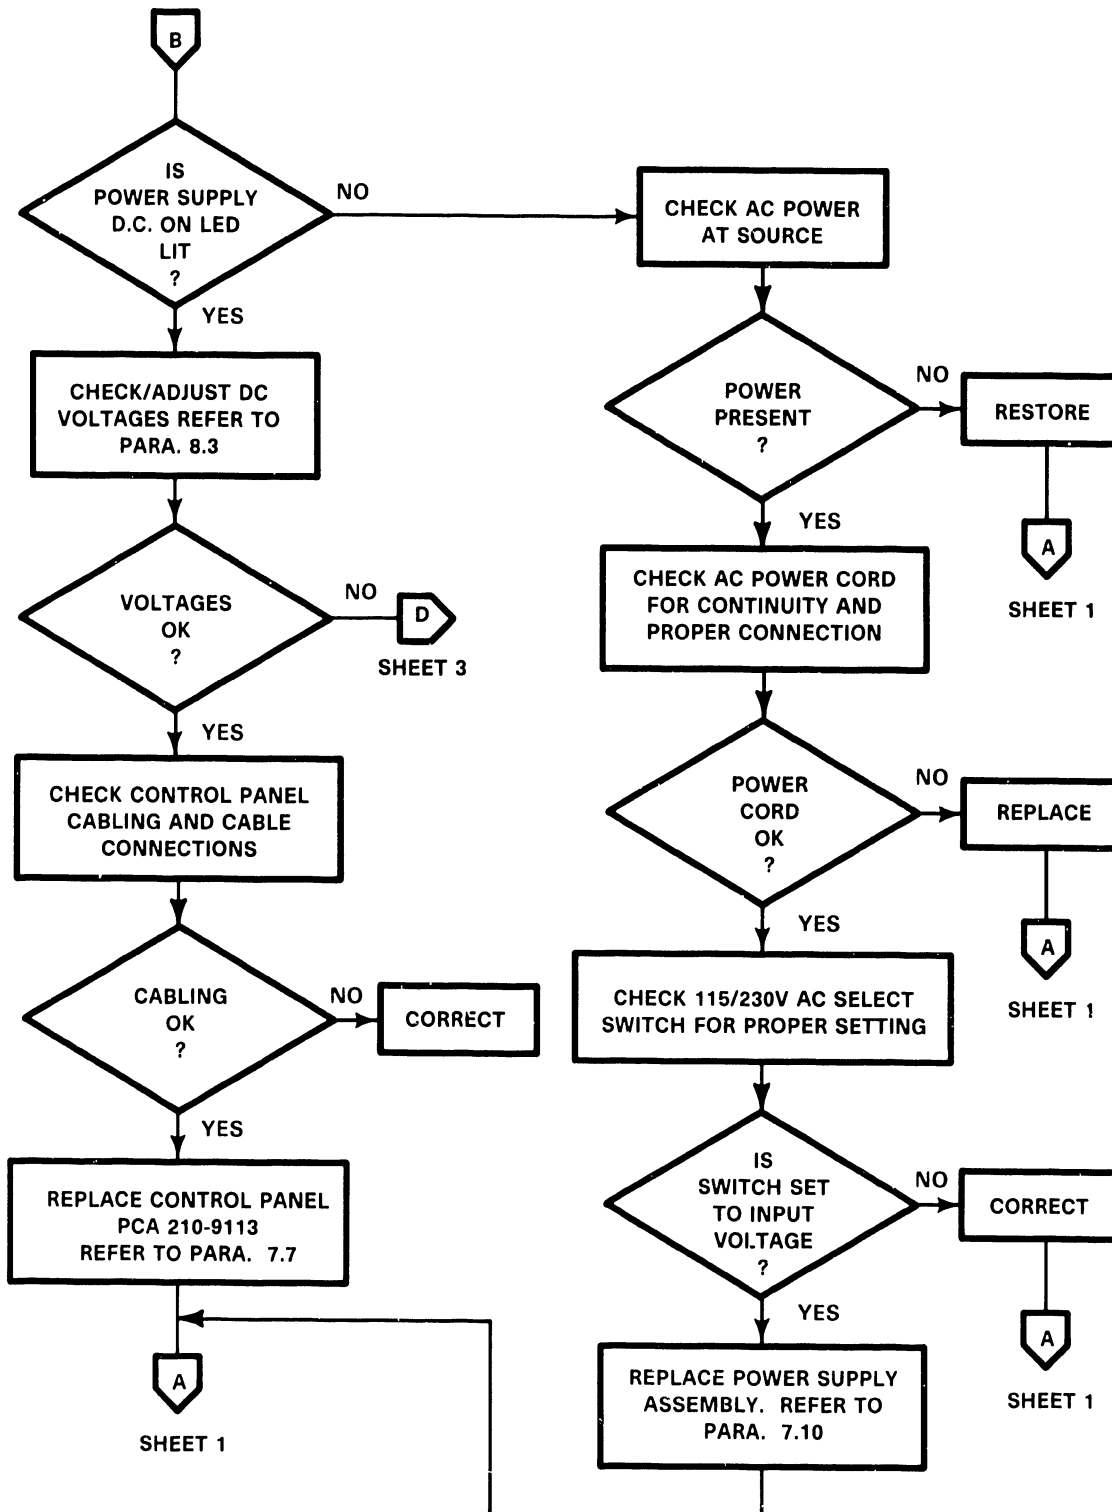 B
IS
POWER SUPPLY
D.C. ON LED
LIT
?
NO
YES
CHECK/ADJUST DC
VOLTAGES REFER TO
PARA. 8.3
VOLTAGES
OK
?
NO
D
SHEET 3
YES
CHECK CONTROL PANEL
CABLING AND CABLE
CONNECTIONS
CABLING
OK
?
NO
CORRECT
YES
REPLACE CONTROL PANEL
PCA 210-9113
REFER TO PARA. 7.7
A
SHEET 1
CHECK AC POWER
AT SOURCE
POWER
PRESENT
?
NO
RESTORE
A
SHEET 1
YES
CHECK AC POWER CORD
FOR CONTINUITY AND
PROPER CONNECTION
POWER
CORD
OK
?
NO
REPLACE
A
SHEET 1
YES
CHECK 115/230V AC SELECT
SWITCH FOR PROPER SETTING
IS
SWITCH SET
TO INPUT
VOLTAGE
?
NO
CORRECT
A
SHEET 1
YES
REPLACE POWER SUPPLY
ASSEMBLY. REFER TO
PARA. 7.10